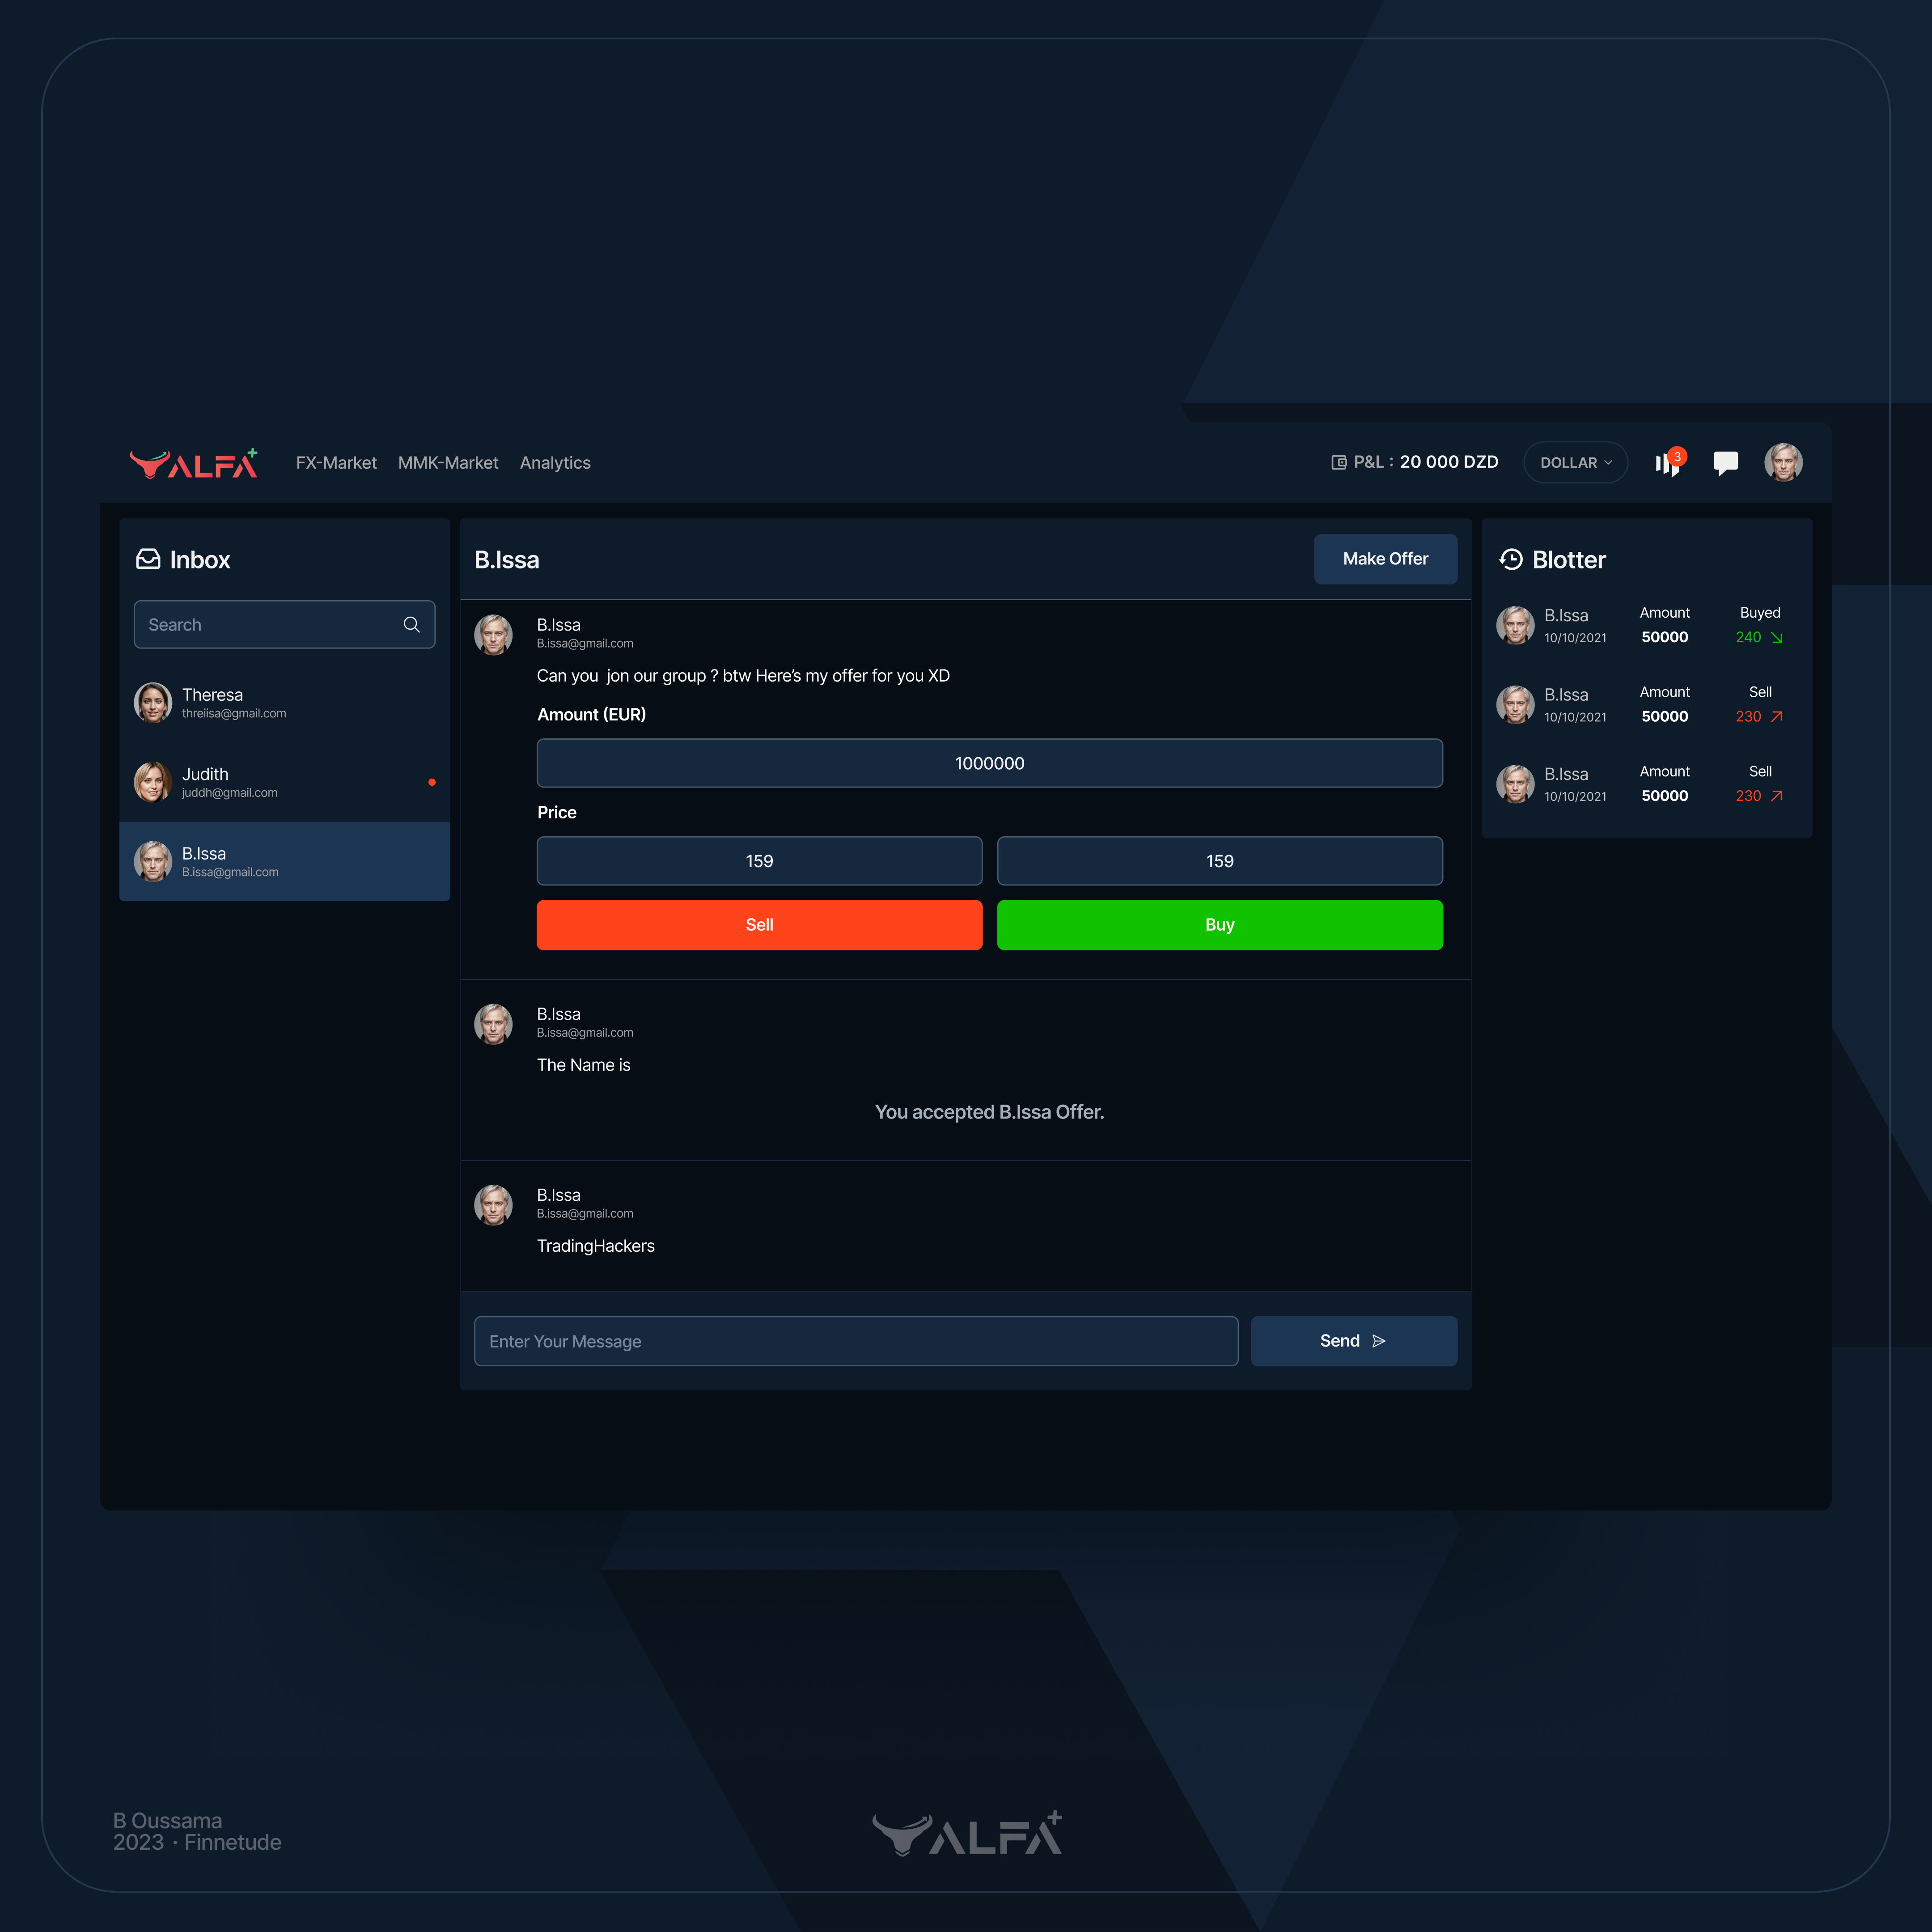 ALFA+
FX-Market MMK-Market Analytics
P&L : 20 000 DZD
DOLLAR
3
Inbox
Search
Theresa
threiisa@gmail.com
Judith
juddh@gmail.com
B.Issa
B.issa@gmail.com
B.Issa
Make Offer
B.Issa
B.issa@gmail.com
Can you  jon our group ? btw Here’s my offer for you XD
Amount (EUR)
1000000
Price
159 159
Sell Buy
B.Issa
B.issa@gmail.com
The Name is
You accepted B.Issa Offer.
B.Issa
B.issa@gmail.com
TradingHackers
Enter Your Message
Send
Blotter
B.Issa Amount Buyed
10/10/2021 50000 240
B.Issa Amount Sell
10/10/2021 50000 230
B.Issa Amount Sell
10/10/2021 50000 230
B Oussama
2023 · Finnetude
ALFA+